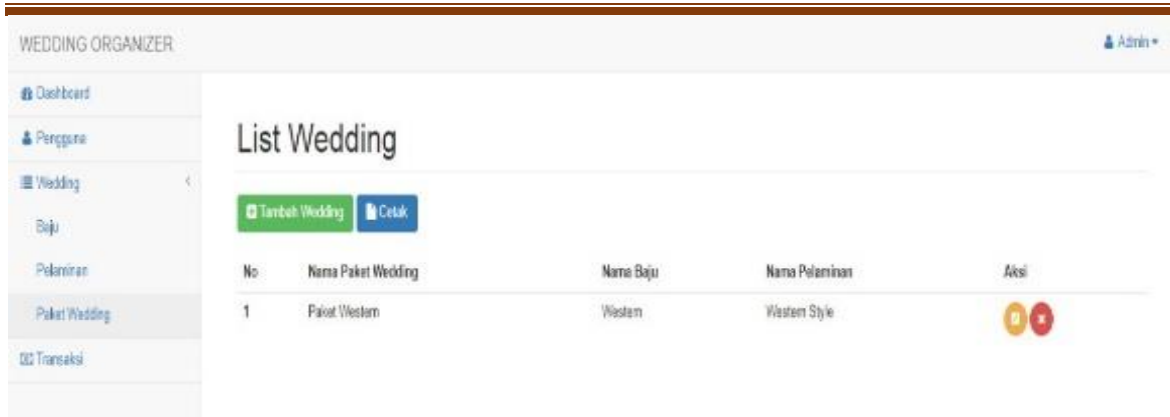 WEDDING ORGANIZER
Admin
Dashboard
Pengguna
Wedding
Baju
Pelaminan
Paket Wedding
Transaksi
List Wedding
Tambah Wedding Cetak
No Nama Paket Wedding Nama Baju Nama Pelaminan Aksi
1 Paket Western Western Western Style